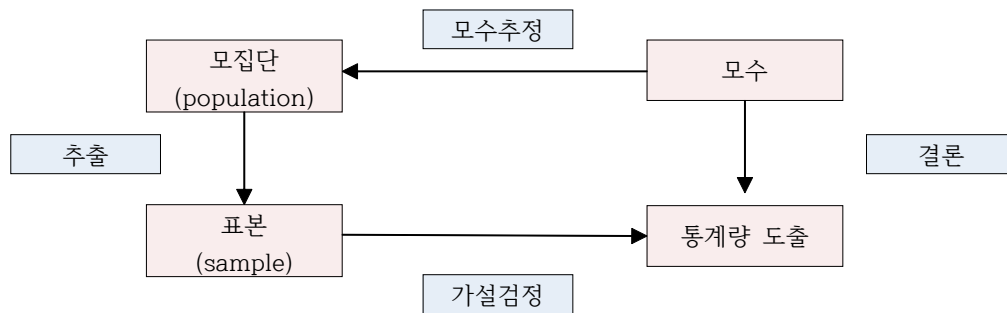 모수추정
모집단
(population)
모수
추출
결론
표본
(sample)
통계량 도출
가설검정